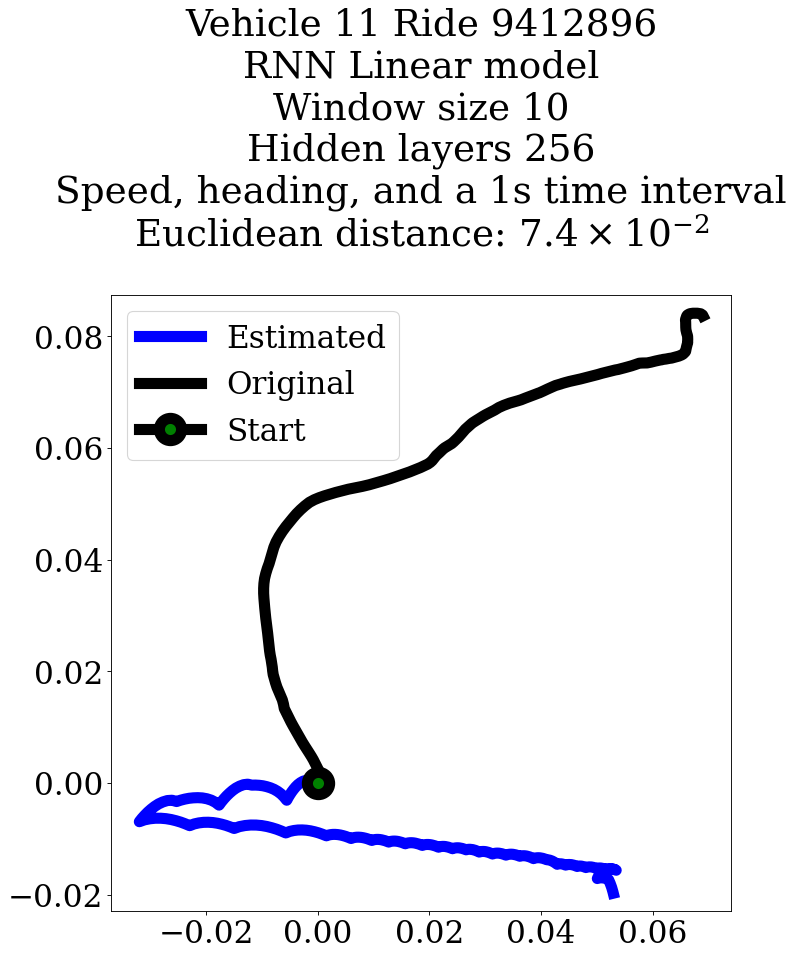 Vehicle 11 Ride 9412896
RNN Linear model
Window size 10
Hidden layers 256
Speed, heading, and a 1s time interval
Euclidean distance: 7.4 × 10⁻²
Estimated
Original
Start
0.08
0.06
0.04
0.02
0.00
−0.02
−0.02 0.00 0.02 0.04 0.06